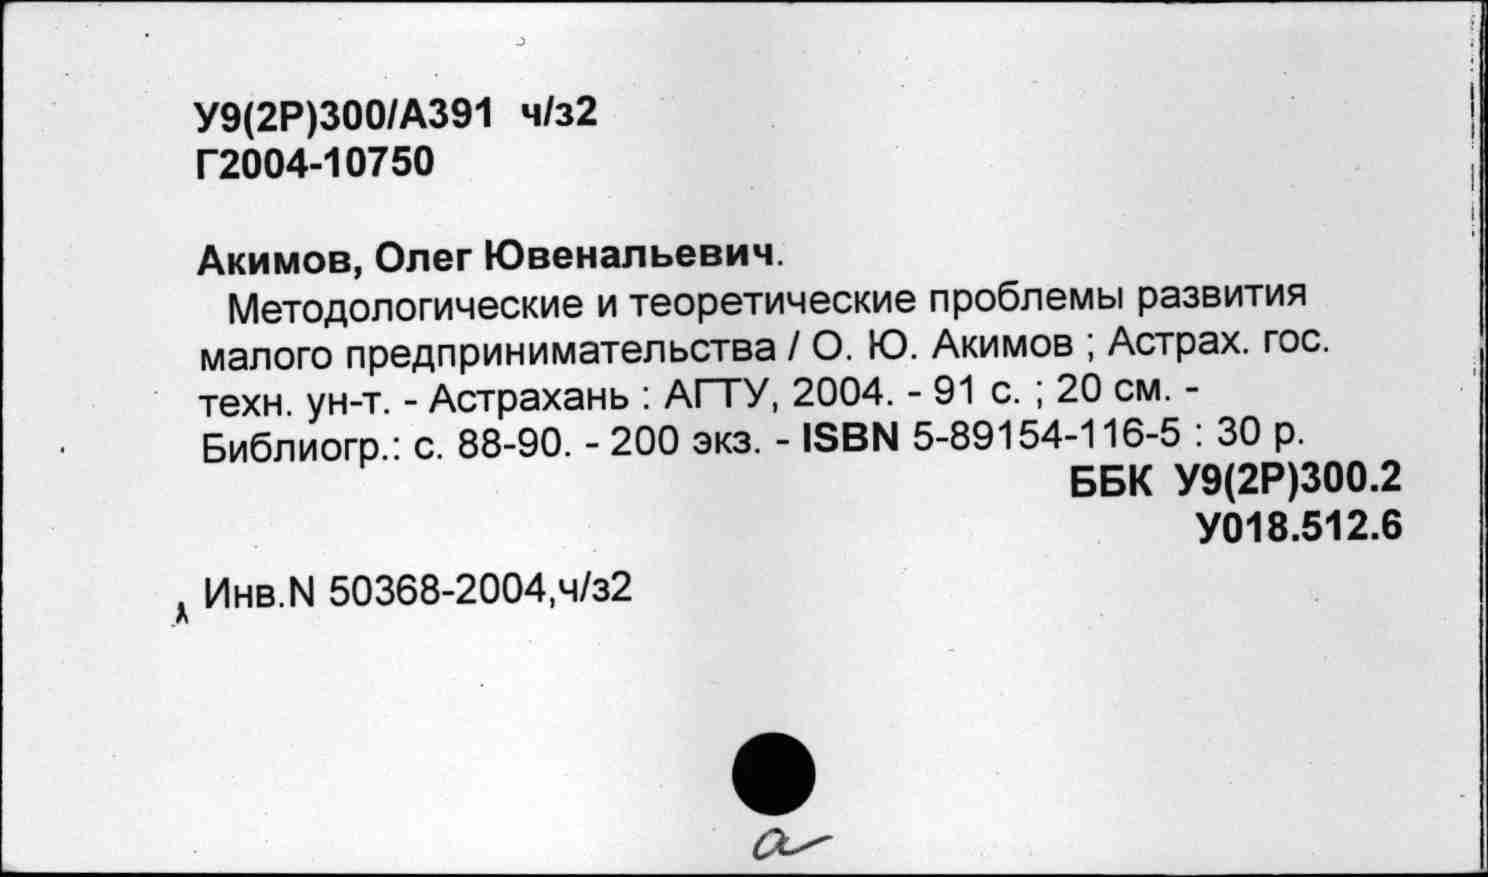 У9(2Р)300/А391 ч/з2
Г2004-10750
Акимов, Олег Ювенальевич.
Методологические и теоретические проблемы развития
малого предпринимательства / О. Ю. Акимов ; Астрах. гос.
техн. ун-т. - Астрахань : АГТУ, 2004. - 91 с. ; 20 см. -
Библиогр.: с. 88-90. - 200 экз. - ISBN 5-89154-116-5 : 30 р.
ББК У9(2Р)300.2
У018.512.6
Инв.N 50368-2004,ч/з2
а